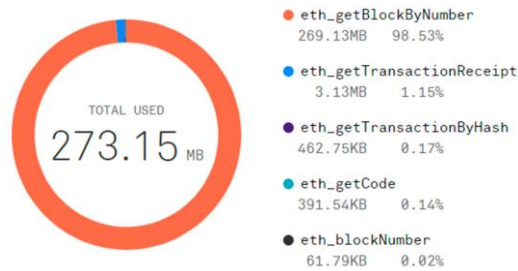 TOTAL USED
273.15 MB
eth_getBlockByNumber
269.13MB 98.53%
eth_getTransactionReceipt
3.13MB 1.15%
eth_getTransactionByHash
462.75KB 0.17%
eth_getCode
391.54KB 0.14%
eth_blockNumber
61.79KB 0.02%